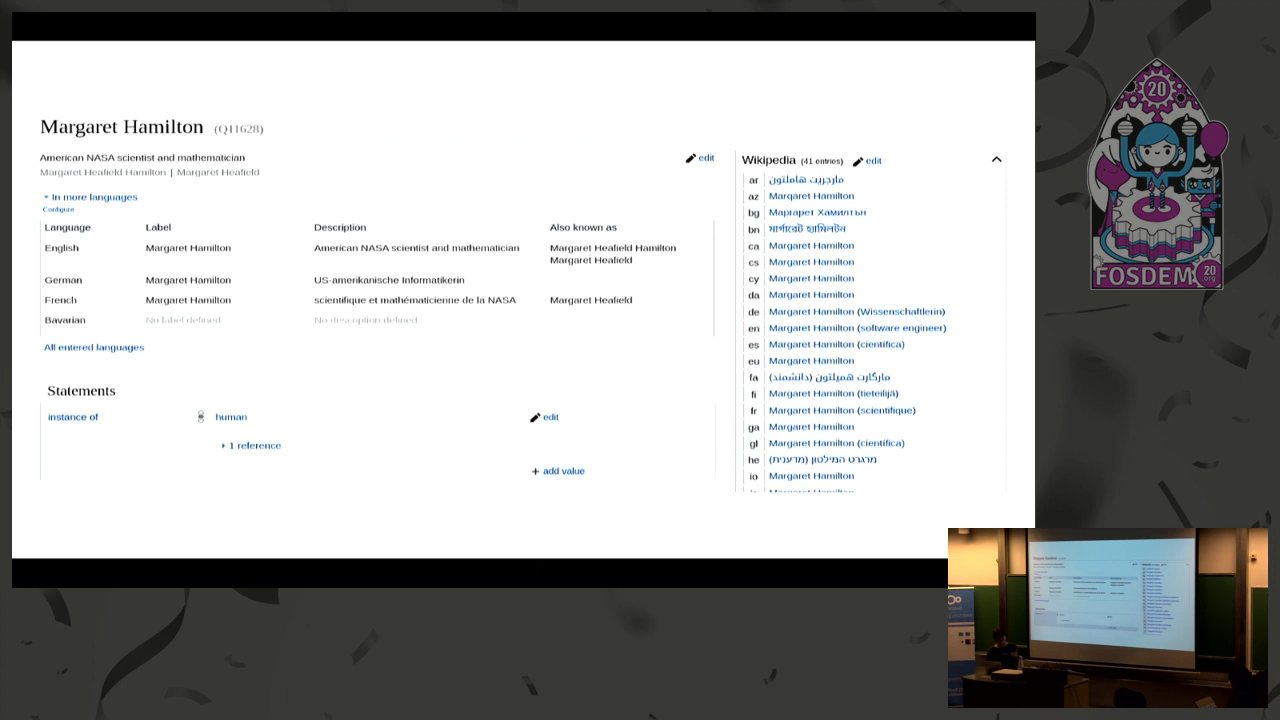 Margaret Hamilton (Q11628)
American NASA scientist and mathematician
edit
Margaret Heafield Hamilton | Margaret Heafield
In more languages
Configure
Language Label Description Also known as
English Margaret Hamilton American NASA scientist and mathematician Margaret Heafield Hamilton
Margaret Heafield
German Margaret Hamilton US-amerikanische Informatikerin
French Margaret Hamilton scientifique et mathématicienne de la NASA Margaret Heafield
Bavarian No label defined No description defined
All entered languages
Statements
instance of human edit
1 reference
+ add value
Wikipedia (41 entries) edit
ar مارجريت هاملتون
az Margaret Hamilton
bg Маргарет Хамилтън
bn মার্গারেট হ্যামিলটন
ca Margaret Hamilton
cs Margaret Hamilton
cy Margaret Hamilton
da Margaret Hamilton
de Margaret Hamilton (Wissenschaftlerin)
en Margaret Hamilton (software engineer)
es Margaret Hamilton (científica)
eu Margaret Hamilton
fa مارگارت همیلتون (دانشمند)
fi Margaret Hamilton (tieteilijä)
fr Margaret Hamilton (scientifique)
ga Margaret Hamilton
gl Margaret Hamilton (científica)
he מרגרט המילטון (מדענית)
io Margaret Hamilton
Margaret Hamilton
20
FOSDEM
20
.org